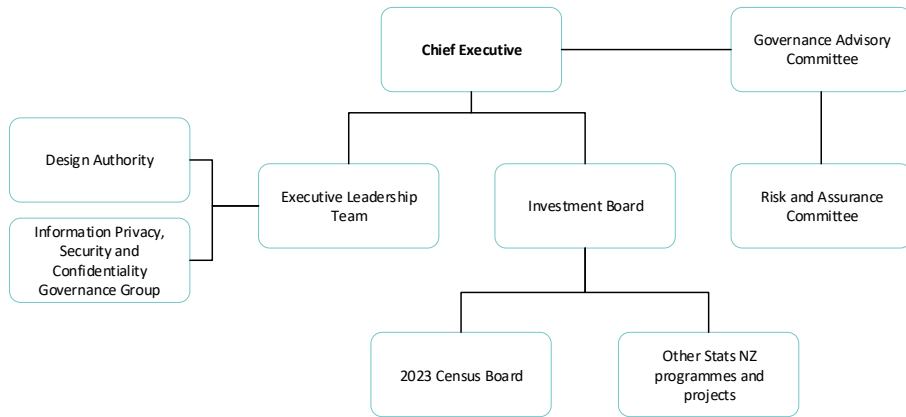 Chief Executive
Governance Advisory
Committee
Design Authority
Executive Leadership
Team
Investment Board
Risk and Assurance
Committee
Information Privacy,
Security and
Confidentiality
Governance Group
2023 Census Board
Other Stats NZ
programmes and
projects